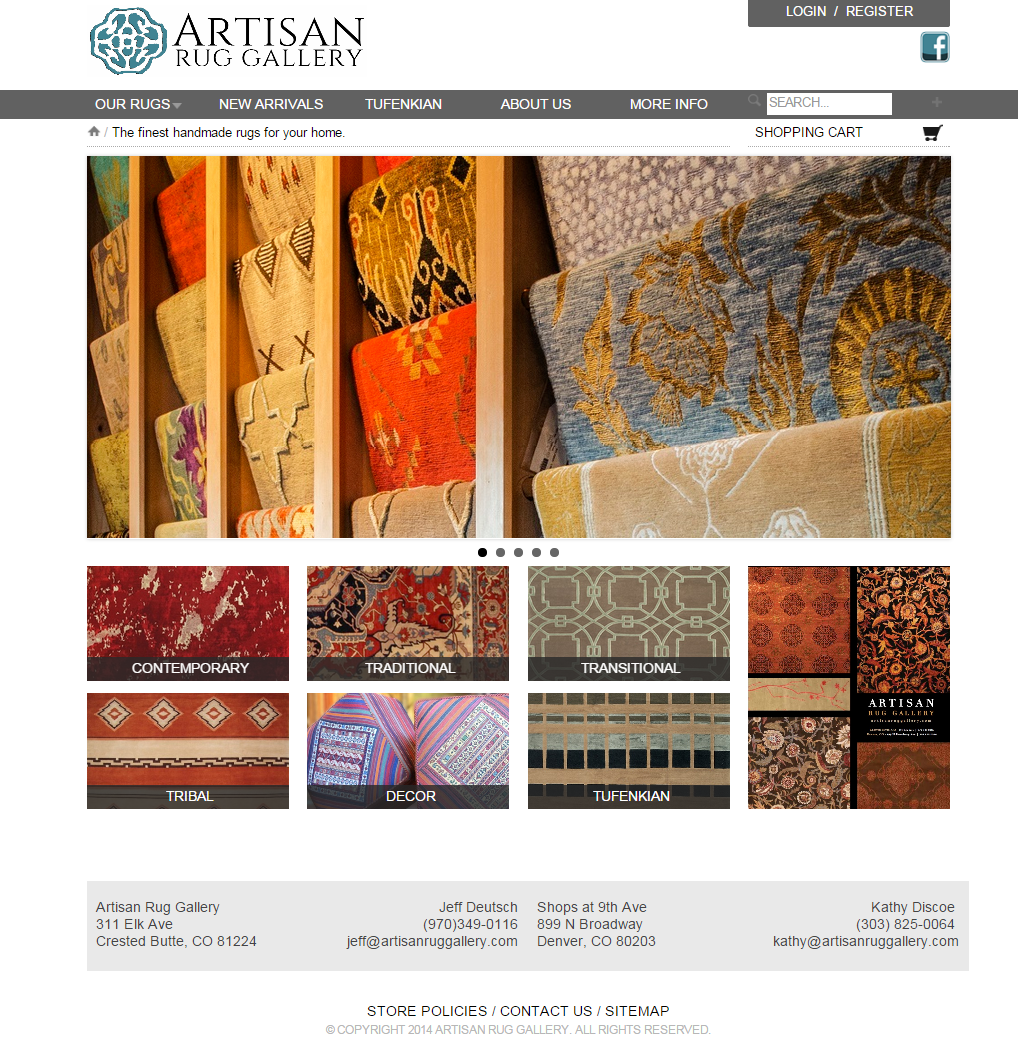 LOGIN / REGISTER
ARTISAN
RUG GALLERY
OUR RUGS NEW ARRIVALS TUFENKIAN ABOUT US MORE INFO SEARCH...
/ The finest handmade rugs for your home.
SHOPPING CART
CONTEMPORARY
TRADITIONAL
TRANSITIONAL
ARTISAN
RUG GALLERY
artisanruggallery.com
TRIBAL
DECOR
TUFENKIAN
Artisan Rug Gallery
311 Elk Ave
Crested Butte, CO 81224
Jeff Deutsch
(970)349-0116
jeff@artisanruggallery.com
Shops at 9th Ave
899 N Broadway
Denver, CO 80203
Kathy Discoe
(303) 825-0064
kathy@artisanruggallery.com
STORE POLICIES / CONTACT US / SITEMAP
© COPYRIGHT 2014 ARTISAN RUG GALLERY. ALL RIGHTS RESERVED.